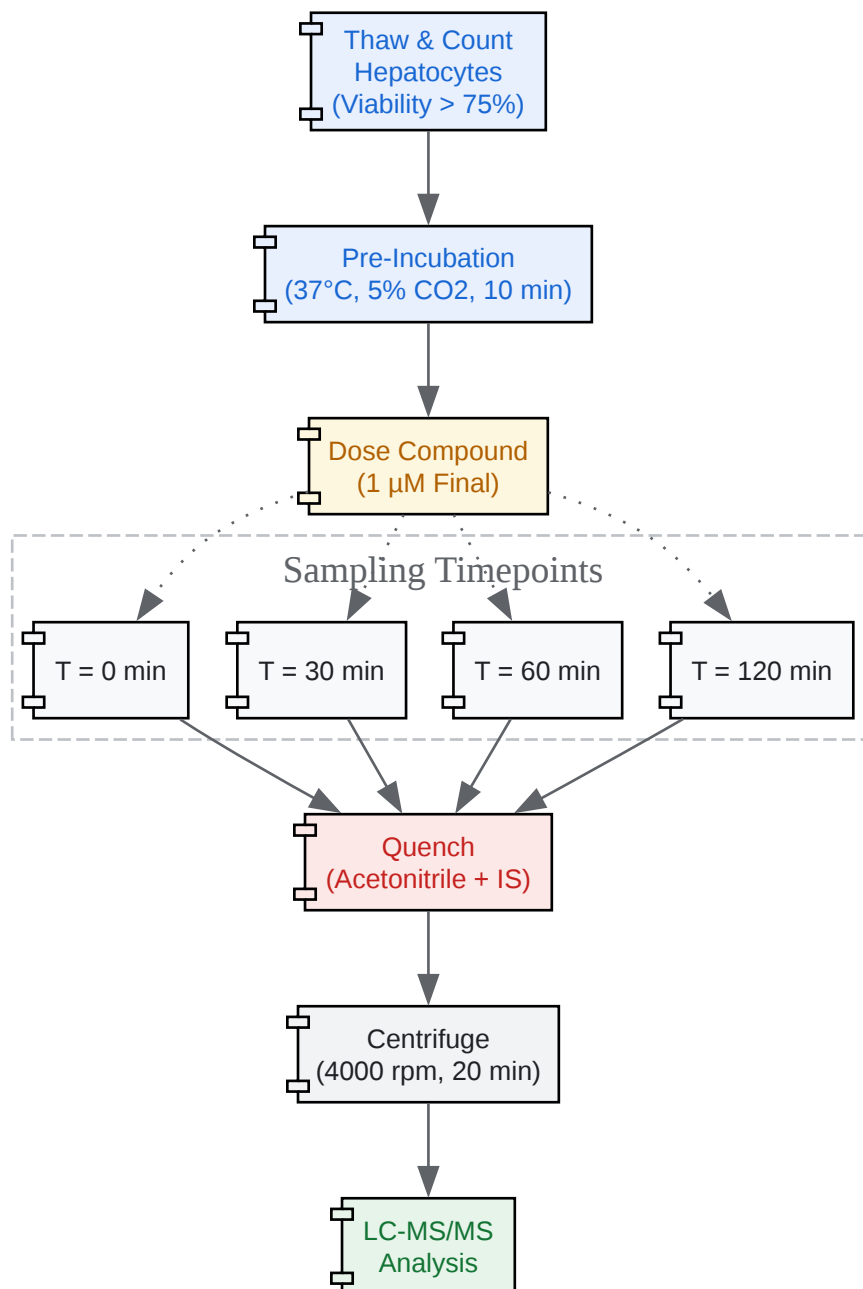 Thaw & Count
Hepatocytes
(Viability > 75%)
Pre-Incubation
(37°C, 5% CO2, 10 min)
Dose Compound
(1 µM Final)
Sampling Timepoints
T = 0 min
T = 30 min
T = 60 min
T = 120 min
Quench
(Acetonitrile + IS)
Centrifuge
(4000 rpm, 20 min)
LC-MS/MS
Analysis